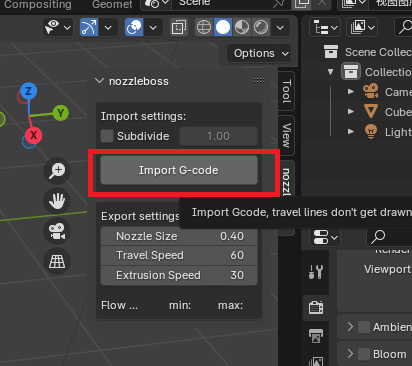 Compositing
Geomet
Scene
Options
nozzleboss
Import settings:
Subdivide
1.00
Import G-code
Import Gcode, travel lines don't get drawn
Export settings
Nozzle Size 0.40
Travel Speed 60
Extrusion Speed 30
Flow ... min: max:
Tool
View
nozzl
Z
Y
X
Scene Collec
Collectio
Came
Cube
Light
Viewport
Ambien
Bloom